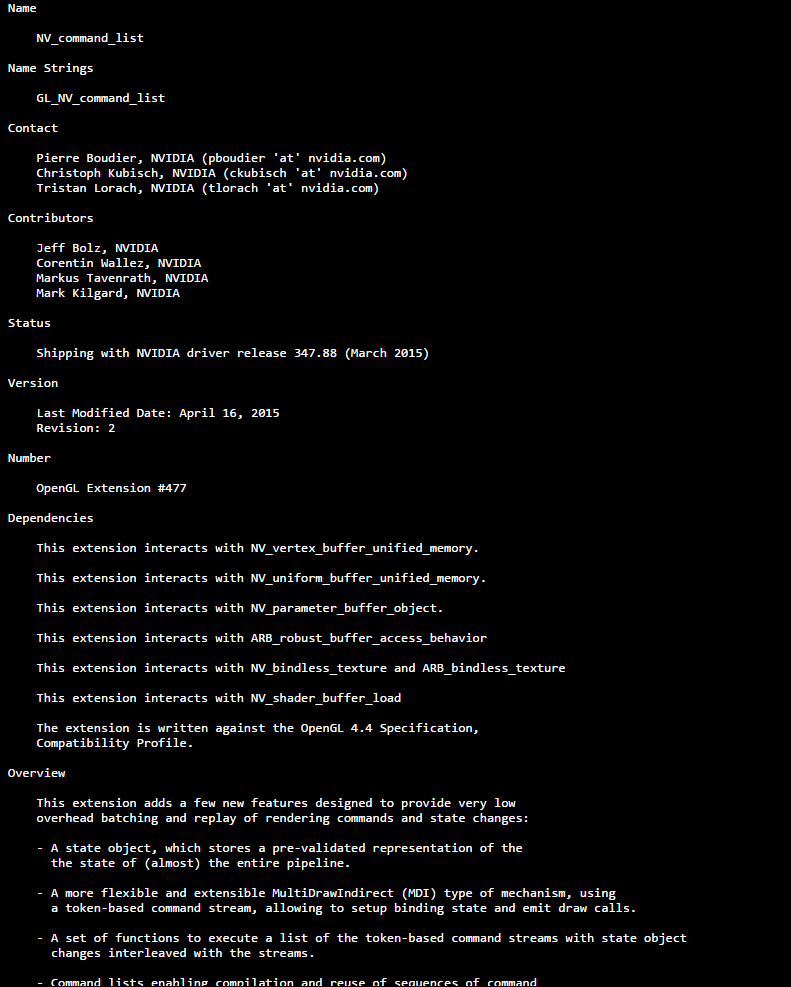 Name
NV_command_list
Name Strings
GL_NV_command_list
Contact
Pierre Boudier, NVIDIA (pboudier 'at' nvidia.com)
Christoph Kubisch, NVIDIA (ckubisch 'at' nvidia.com)
Tristan Lorach, NVIDIA (tlorach 'at' nvidia.com)
Contributors
Jeff Bolz, NVIDIA
Corentin Wallez, NVIDIA
Markus Tavenrath, NVIDIA
Mark Kilgard, NVIDIA
Status
Shipping with NVIDIA driver release 347.88 (March 2015)
Version
Last Modified Date: April 16, 2015
Revision: 2
Number
OpenGL Extension #477
Dependencies
This extension interacts with NV_vertex_buffer_unified_memory.
This extension interacts with NV_uniform_buffer_unified_memory.
This extension interacts with NV_parameter_buffer_object.
This extension interacts with ARB_robust_buffer_access_behavior
This extension interacts with NV_bindless_texture and ARB_bindless_texture
This extension interacts with NV_shader_buffer_load
The extension is written against the OpenGL 4.4 Specification,
Compatibility Profile.
Overview
This extension adds a few new features designed to provide very low
overhead batching and replay of rendering commands and state changes:
- A state object, which stores a pre-validated representation of the
the state of (almost) the entire pipeline.
- A more flexible and extensible MultiDrawIndirect (MDI) type of mechanism, using
a token-based command stream, allowing to setup binding state and emit draw calls.
- A set of functions to execute a list of the token-based command streams with state object
changes interleaved with the streams.
- Command lists enabling compilation and reuse of sequences of command